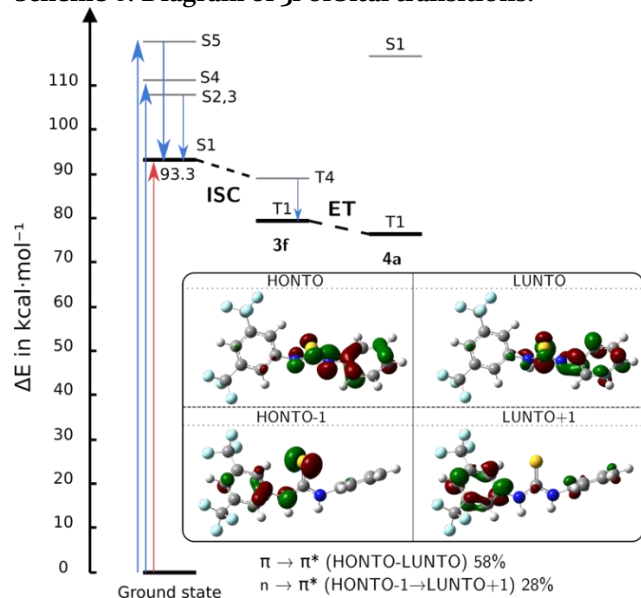 Scheme 6. Diagram of 3f orbital transitions.
S5
S1
S4
S2,3
110
100
S1
93.3
90
ISC
T4
80
T1
ET
T1
3f
4a
70
ΔE in kcal·mol⁻¹
HONTO
LUNTO
60
50
40
HONTO-1
LUNTO+1
30
20
10
0
Ground state
π → π* (HONTO-LUNTO) 58%
n → π* (HONTO-1→LUNTO+1) 28%